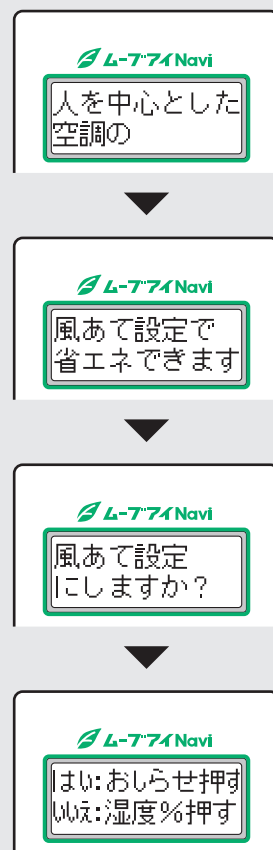 ムーブアイNavi
人を中心とした
空調の
ムーブアイNavi
風あて設定で
省エネできます
ムーブアイNavi
風あて設定
にしますか？
ムーブアイNavi
はい:おしらせ押す
いいえ:湿度%押す